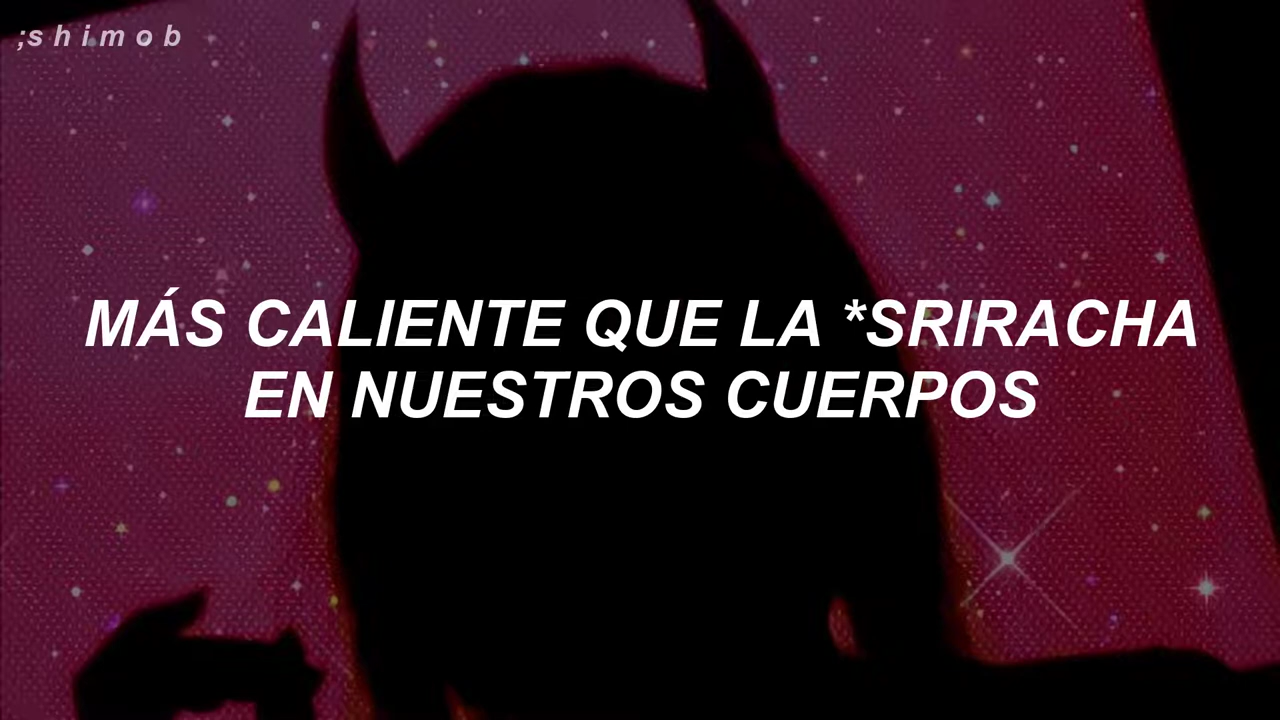 ;s h i m o b
MÁS CALIENTE QUE LA *SRIRACHA
EN NUESTROS CUERPOS